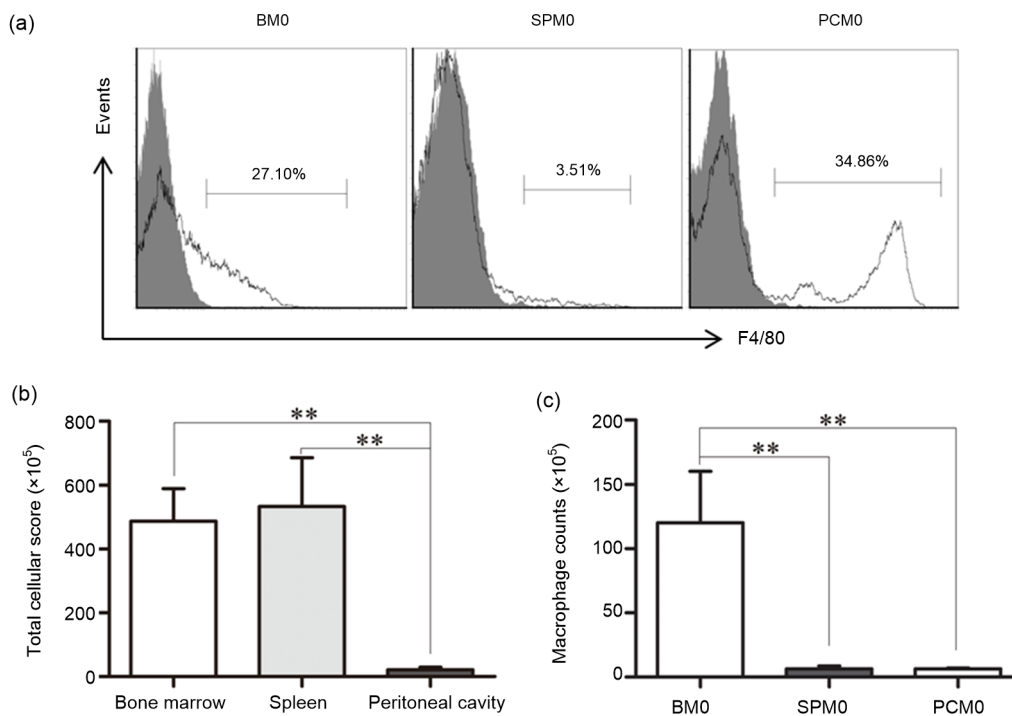 (a)
BM0
SPM0
PCM0
Events
27.10%
3.51%
34.86%
F4/80
(b)
Total cellular score (×10⁵)
800
600
400
200
0
**
**
Bone marrow
Spleen
Peritoneal cavity
(c)
Macrophage counts (×10⁵)
200
150
100
50
0
**
**
BM0
SPM0
PCM0